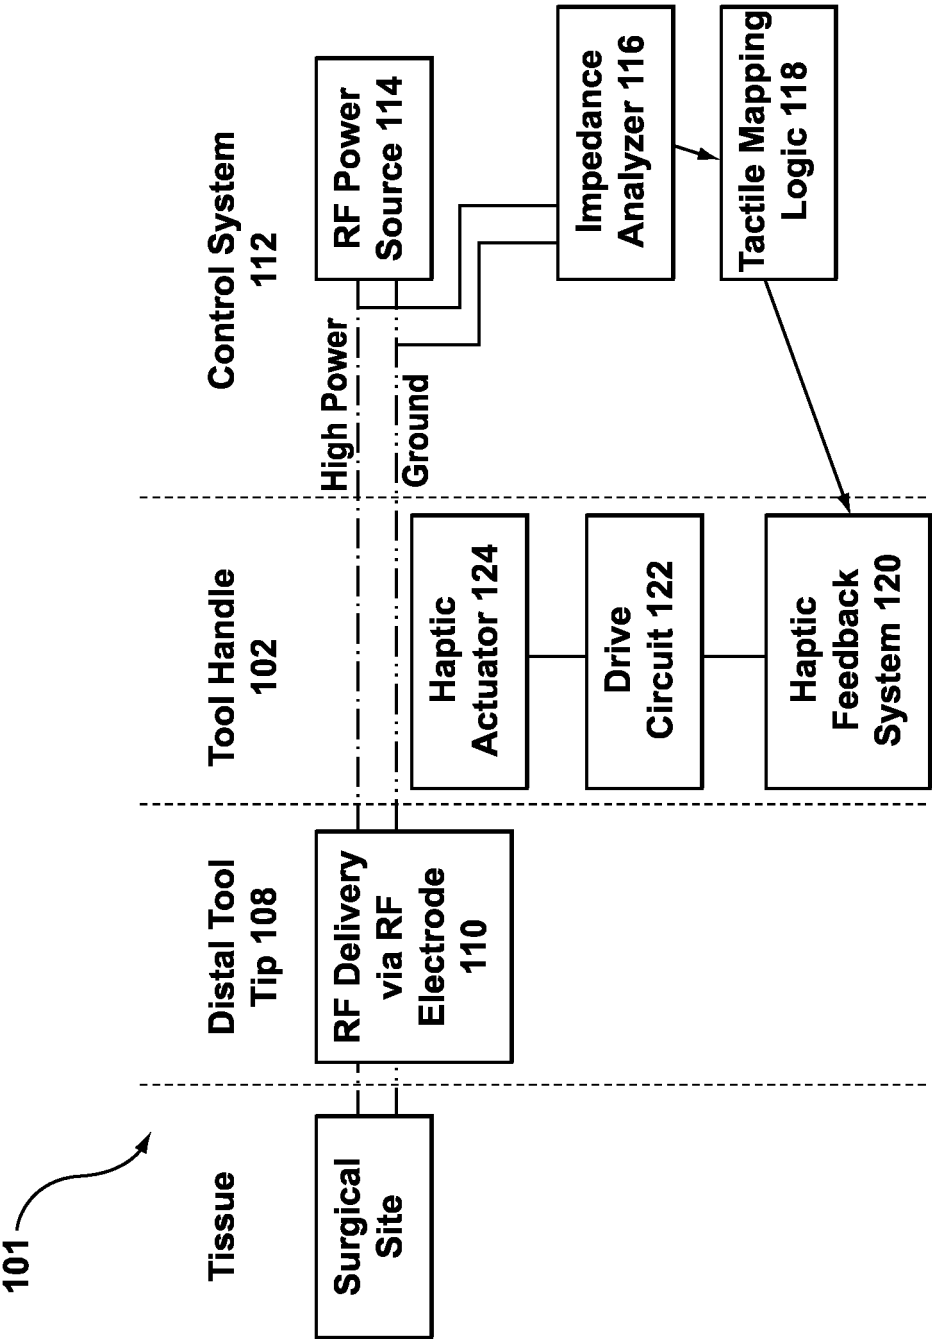 101
Tissue
Distal Tool
Tip 108
Tool Handle
102
Control System
112
Surgical
Site
RF Delivery
via RF
Electrode
110
High Power
Ground
RF Power
Source 114
Haptic
Actuator 124
Drive
Circuit 122
Haptic
Feedback
System 120
Impedance
Analyzer 116
Tactile Mapping
Logic 118